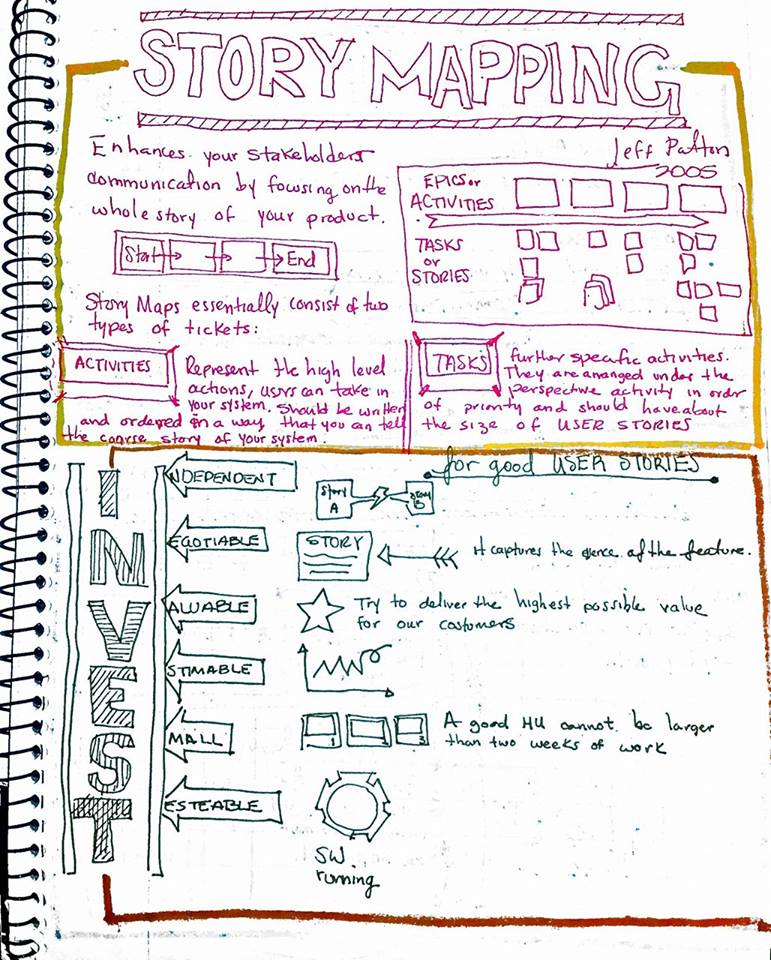 STORY MAPPING
Enhances your stakeholders
communication by focusing on the
whole story of your product.
Start
End
Jeff Patton
2005
EPICS or
ACTIVITIES
TASKS
or
STORIES
Story Maps essentially consist of two
types of tickets:
ACTIVITIES
Represent the high level
actions, users can take in
your system. Should be written
and ordered in a way that you can tell
the coarse story of your system.
TASKS
further specific activities.
They are arranged under the
perspective activity in order
of priority and should have about
the size of USER STORIES
for good USER STORIES
INVEST
NDEPENDENT
Story
A
Story
B
EGOTIABLE
STORY
It captures the esence of the feature.
ALUABLE
Try to deliver the highest possible value
for our costumers
STIMABLE
MALL
1
2
3
A good HU cannot be larger
than two weeks of work
ESTEABLE
SW.
running